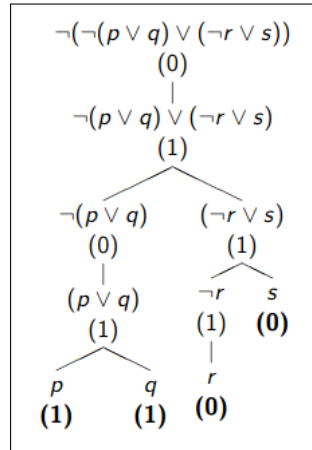 ¬(¬(p ∨ q) ∨ (¬r ∨ s))
(0)
¬(p ∨ q) ∨ (¬r ∨ s)
(1)
¬(p ∨ q) (¬r ∨ s)
(0) (1)
(p ∨ q) ¬r s
(1) (1) (0)
p q r
(1) (1) (0)